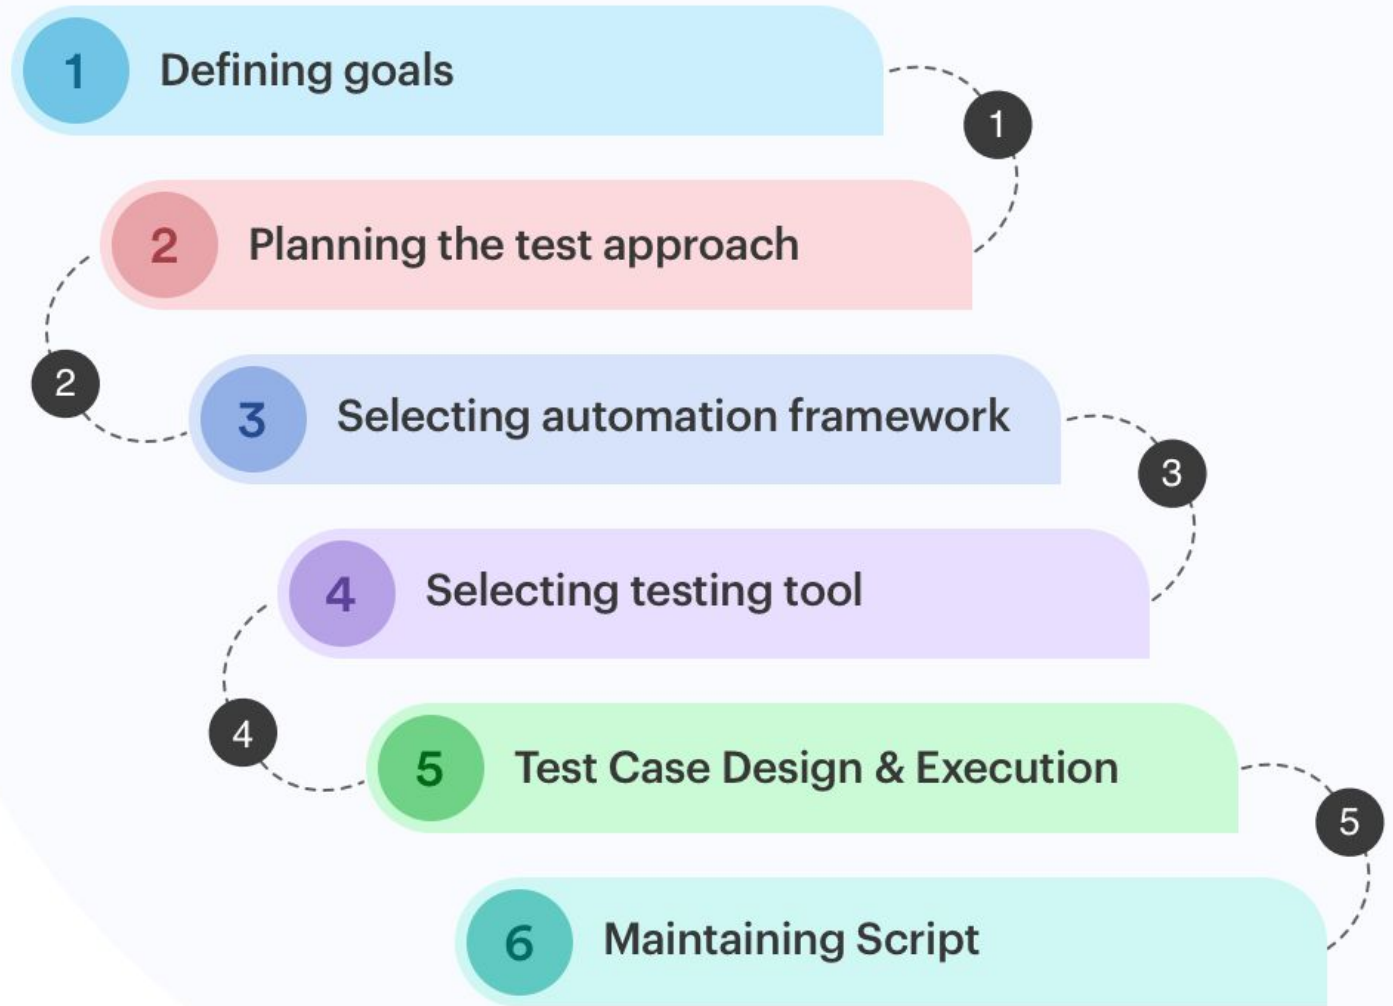 1 Defining goals
1
2 Planning the test approach
2
3 Selecting automation framework
3
4 Selecting testing tool
4
5 Test Case Design & Execution
5
6 Maintaining Script